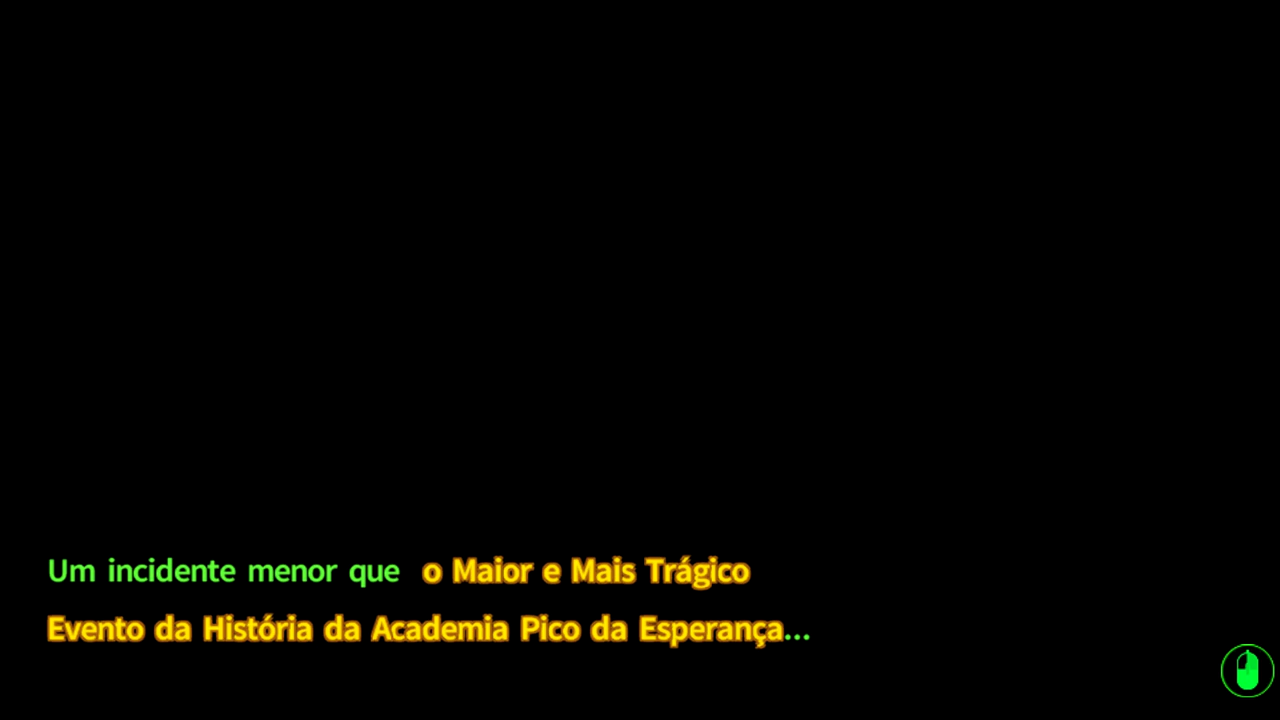 Um incidente menor que o Maior e Mais Trágico
Evento da História da Academia Pico da Esperança...